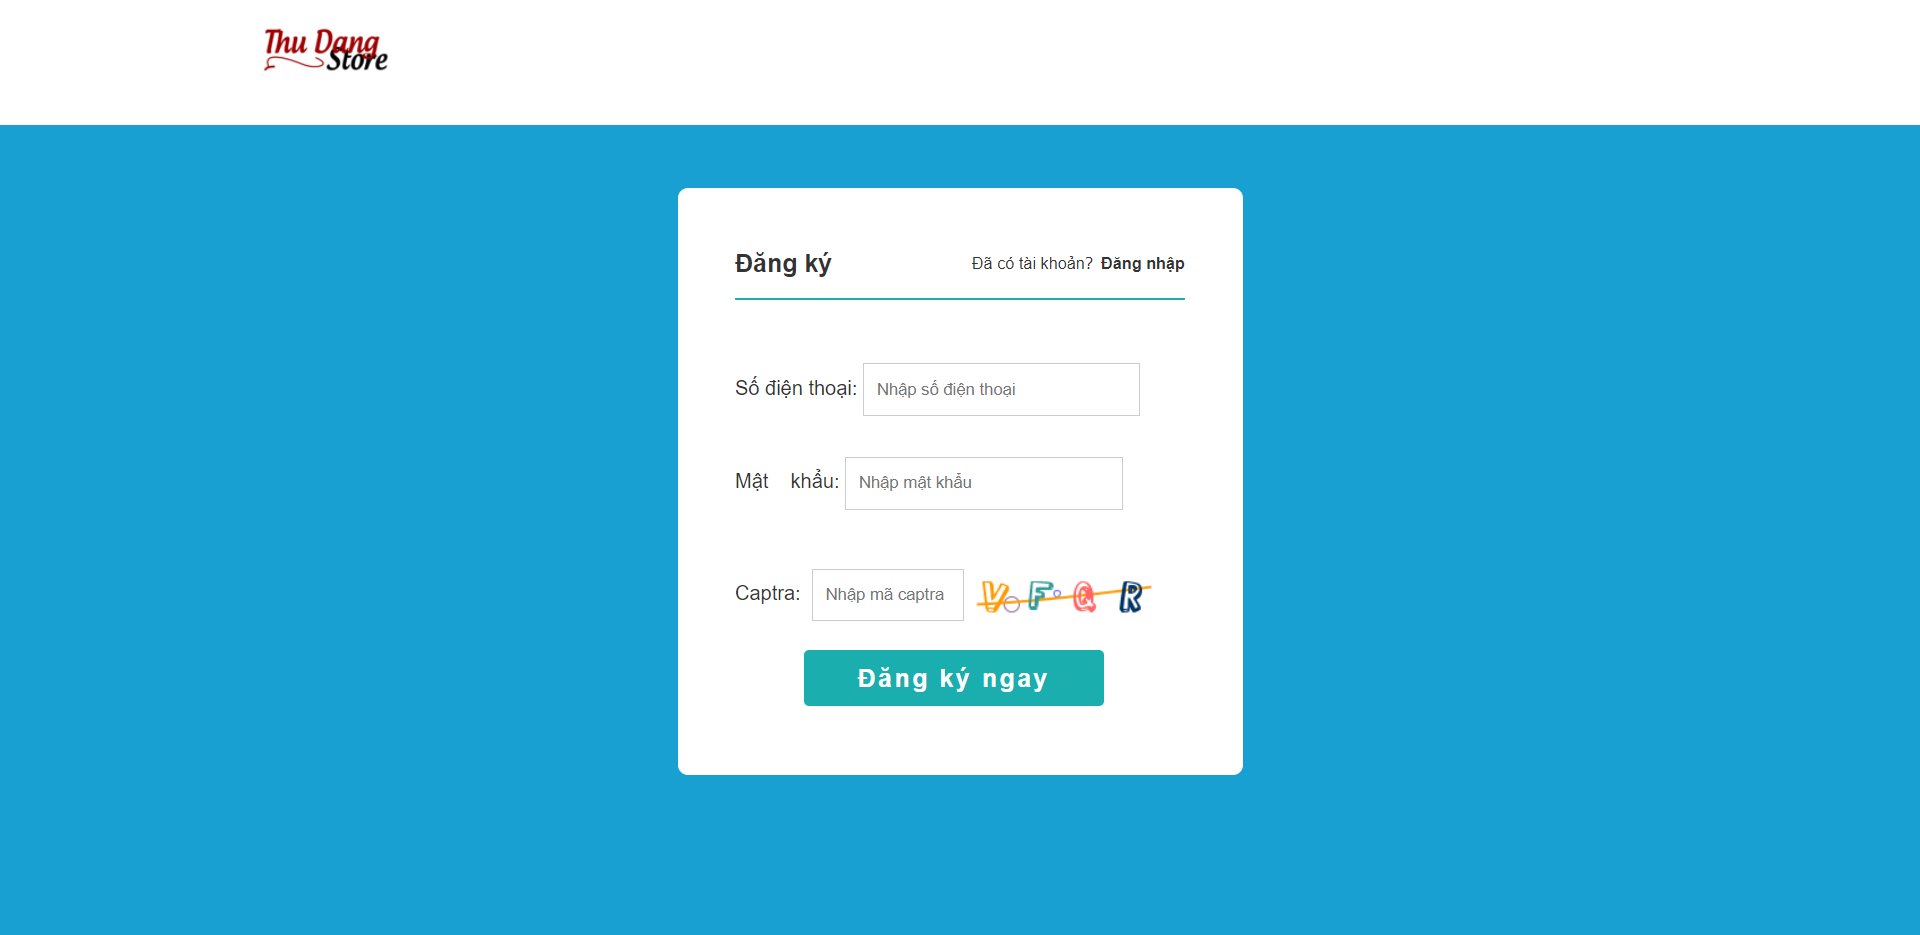 Thu Dang
Store
Đăng ký
Đã có tài khoản? Đăng nhập
Số điện thoại: Nhập số điện thoại
Mật khẩu: Nhập mật khẩu
Captra: Nhập mã captra V F Q R
Đăng ký ngay